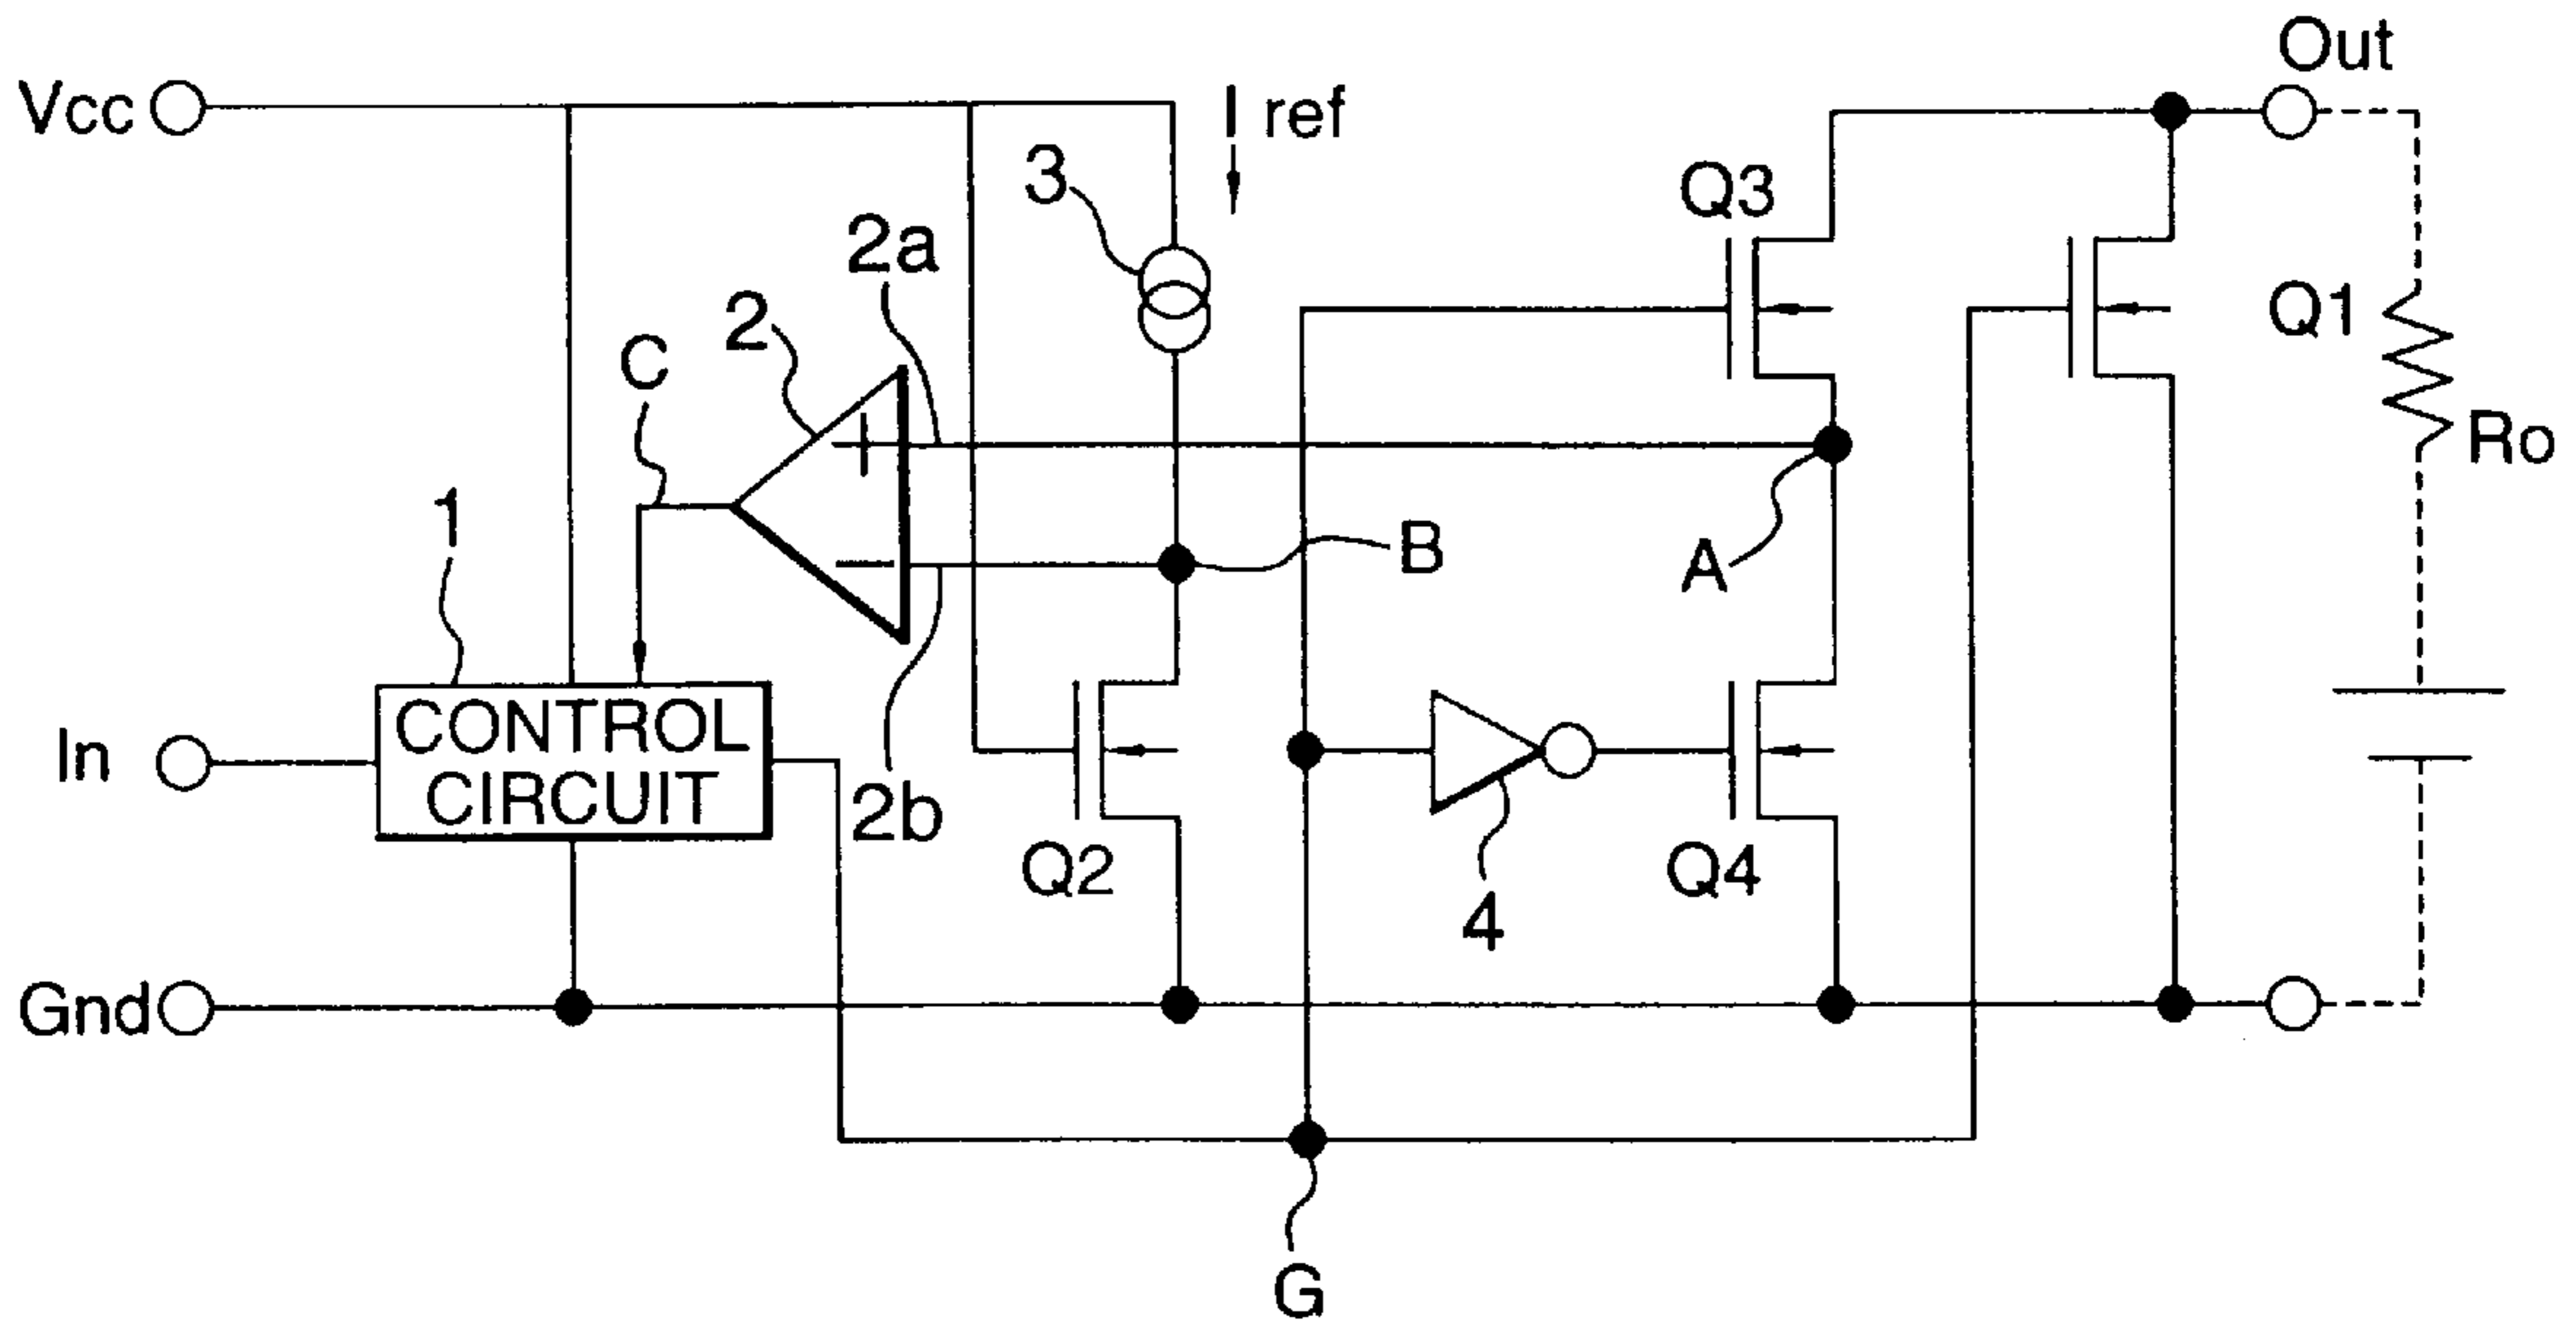 Out
Vcc
I ref
3
Q3
2a
2
Q1
C
Ro
1
B
A
+
−
CONTROL
CIRCUIT
In
2b
Q2
Q4
4
Gnd
G